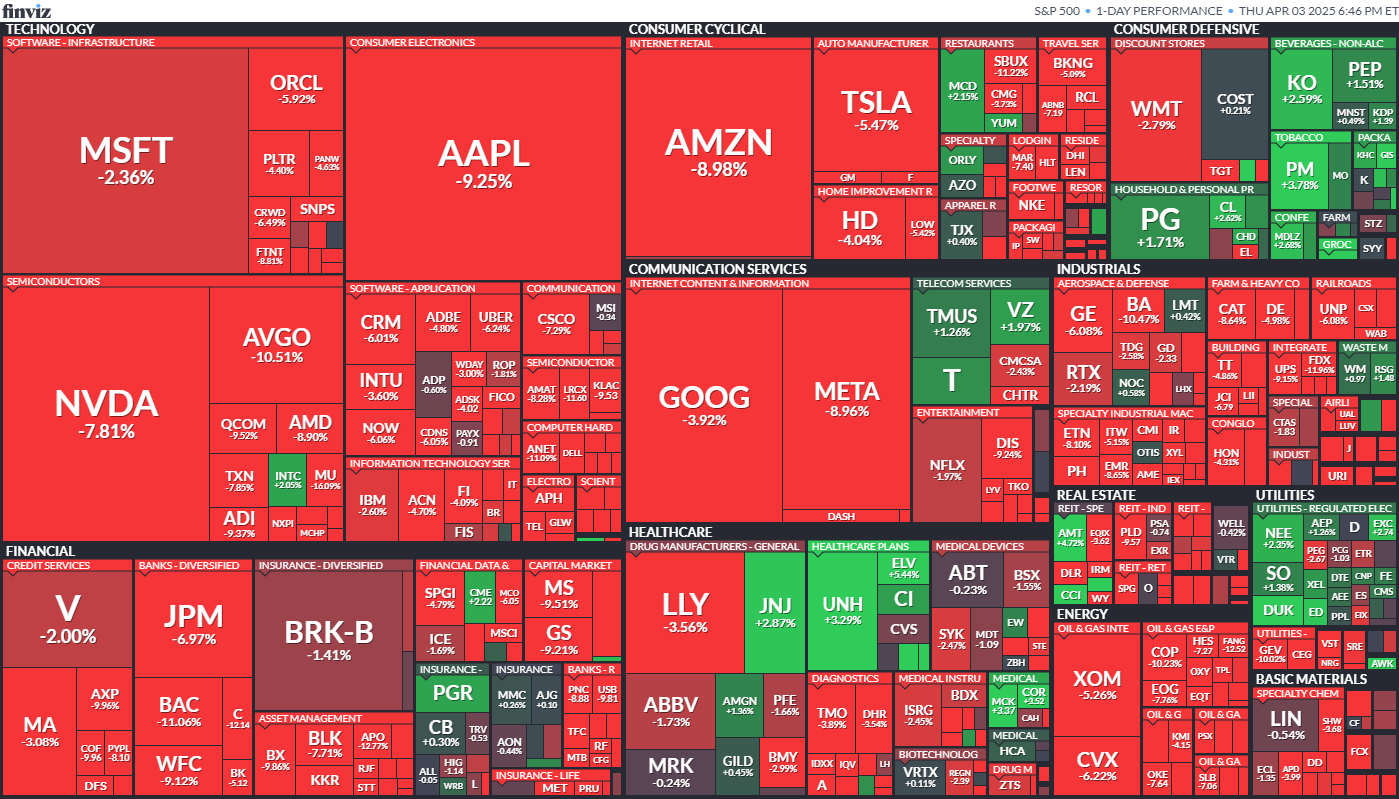 finviz
S&P 500 • 1-DAY PERFORMANCE • THU APR 03 2025 6:46 PM ET
TECHNOLOGY
SOFTWARE - INFRASTRUCTURE
MSFT
-2.36%
ORCL
-5.92%
PLTR
-4.40%
PANW
-4.63%
CRWD
-6.49%
SNPS
FTNT
-8.81%
CONSUMER ELECTRONICS
AAPL
-9.25%
SEMICONDUCTORS
NVDA
-7.81%
AVGO
-10.51%
QCOM
-9.52%
AMD
-8.90%
TXN
-7.85%
INTC
+2.05%
MU
-16.09%
ADI
-9.37%
NXPI
MCHP
SOFTWARE - APPLICATION
CRM
-6.01%
ADBE
-4.80%
UBER
-6.24%
INTU
-3.60%
ADP
-0.60%
WDAY
-3.00%
ROP
-1.81%
ADSK
-4.02
FICO
NOW
-6.06%
CDNS
-6.05%
PAYX
-0.91
COMMUNICATION
CSCO
-7.29%
MSI
-0.34
SEMICONDUCTOR
AMAT
-8.28%
LRCX
-11.60
KLAC
-9.53
COMPUTER HARD
ANET
-11.09%
DELL
INFORMATION TECHNOLOGY SER
IBM
-2.60%
ACN
-4.70%
FI
-4.09%
IT
BR
FIS
ELECTRO
APH
TEL
GLW
SCIENT
CONSUMER CYCLICAL
INTERNET RETAIL
AMZN
-8.98%
AUTO MANUFACTURER
TSLA
-5.47%
GM
F
HOME IMPROVEMENT R
HD
-4.04%
LOW
-5.42%
RESTAURANTS
MCD
+2.15%
SBUX
-11.22%
CMG
-3.73%
YUM
TRAVEL SER
BKNG
-5.09%
ABNB
-7.19
RCL
SPECIALTY
ORLY
AZO
LODGIN
MAR
-7.40
HLT
RESIDE
DHI
LEN
APPAREL R
TJX
+0.40%
FOOTWE
NKE
RESOR
PACKAGI
IP
SW
CONSUMER DEFENSIVE
DISCOUNT STORES
WMT
-2.79%
COST
+0.21%
TGT
BEVERAGES - NON-ALC
KO
+2.59%
PEP
+1.51%
MNST
+0.49%
KDP
+1.39
TOBACCO
PM
+3.78%
MO
PACKA
KHC
GIS
K
HOUSEHOLD & PERSONAL PR
PG
+1.71%
CL
+2.62%
CHD
EL
CONFE
MDLZ
+2.68%
FARM
STZ
GROC
SYY
COMMUNICATION SERVICES
INTERNET CONTENT & INFORMATION
GOOG
-3.92%
META
-8.96%
DASH
TELECOM SERVICES
TMUS
+1.26%
VZ
+1.97%
T
CMCSA
-2.43%
CHTR
ENTERTAINMENT
NFLX
-1.97%
DIS
-9.24%
LYV
TKO
INDUSTRIALS
AEROSPACE & DEFENSE
GE
-6.08%
BA
-10.47%
LMT
+0.42%
RTX
-2.19%
TDG
-2.58%
GD
-2.33
NOC
+0.58%
LHX
FARM & HEAVY CO
CAT
-8.64%
DE
-4.98%
RAILROADS
UNP
-6.08%
CSX
WAB
BUILDING
TT
-4.86%
JCI
-6.79
LII
INTEGRATE
UPS
-9.15%
FDX
-11.96%
WASTE M
WM
+0.97
RSG
+1.48
SPECIALTY INDUSTRIAL MAC
ETN
-8.10%
ITW
-5.15%
CMI
IR
OTIS
XYL
PH
EMR
-8.65%
AME
IEX
CONGLO
HON
-4.31%
SPECIAL
CTAS
-1.83
AIRLI
UAL
LUV
INDUST
J
URI
REAL ESTATE
REIT - SPE
AMT
+4.72%
EQIX
-3.62
DLR
IRM
CCI
WY
REIT - IND
PLD
-9.57
PSA
-0.74
EXR
REIT -
WELL
-0.42%
VTR
REIT - RET
SPG
O
UTILITIES
UTILITIES - REGULATED ELEC
NEE
+2.35%
AEP
+1.26%
D
EXC
+2.74
SO
+1.38%
PEG
-2.67
PCG
-1.03
ETR
XEL
DTE
CNP
FE
AEE
ES
CMS
DUK
ED
PPL
EIX
UTILITIES -
GEV
-10.02%
CEG
VST
SRE
NRG
AWK
FINANCIAL
CREDIT SERVICES
V
-2.00%
MA
-3.08%
AXP
-9.96%
COF
-9.96
PYPL
-8.10
DFS
BANKS - DIVERSIFIED
JPM
-6.97%
BAC
-11.06%
C
-12.14
WFC
-9.12%
BK
-5.12
INSURANCE - DIVERSIFIED
BRK-B
-1.41%
ASSET MANAGEMENT
BX
-9.86%
BLK
-7.71%
APO
-12.77%
KKR
RJF
STT
FINANCIAL DATA &
SPGI
-4.79%
CME
+2.22
MCO
-6.05
ICE
-1.69%
MSCI
CAPITAL MARKET
MS
-9.51%
GS
-9.21%
INSURANCE -
PGR
CB
+0.30%
TRV
-0.53
ALL
-0.05
HIG
-1.14
WRB
L
INSURANCE
MMC
+0.26%
AJG
+0.10
AON
-0.44%
BANKS - R
PNC
-8.88
USB
-9.81
TFC
RF
MTB
CFG
INSURANCE - LIFE
MET
PRU
HEALTHCARE
DRUG MANUFACTURERS - GENERAL
LLY
-3.56%
JNJ
+2.87%
ABBV
-1.73%
AMGN
+1.36%
PFE
-1.66%
MRK
-0.24%
GILD
+0.45%
BMY
-2.99%
HEALTHCARE PLANS
UNH
+3.29%
ELV
+5.44%
CI
CVS
MEDICAL DEVICES
ABT
-0.23%
BSX
-1.55%
SYK
-2.47%
MDT
-1.09
EW
STE
ZBH
DIAGNOSTICS
TMO
-3.89%
DHR
-3.54%
IDXX
IQV
LH
A
MEDICAL INSTRU
ISRG
-2.45%
BDX
MEDICAL
MCK
+3.37
COR
+3.52
CAH
BIOTECHNOLOG
VRTX
+0.11%
REGN
-2.39
MEDICAL
HCA
DRUG M
ZTS
ENERGY
OIL & GAS INTE
XOM
-5.26%
CVX
-6.22%
OIL & GAS E&P
COP
-10.23%
HES
-7.27
FANG
-12.52
EOG
-7.76%
OXY
TPL
EQT
OIL & G
KMI
-4.15
OKE
-7.64
OIL & GA
PSX
OIL & GA
SLB
-7.06
BASIC MATERIALS
SPECIALTY CHEM
LIN
-0.54%
SHW
-3.68
ECL
-1.35
APD
-3.99
DD
CF
FCX